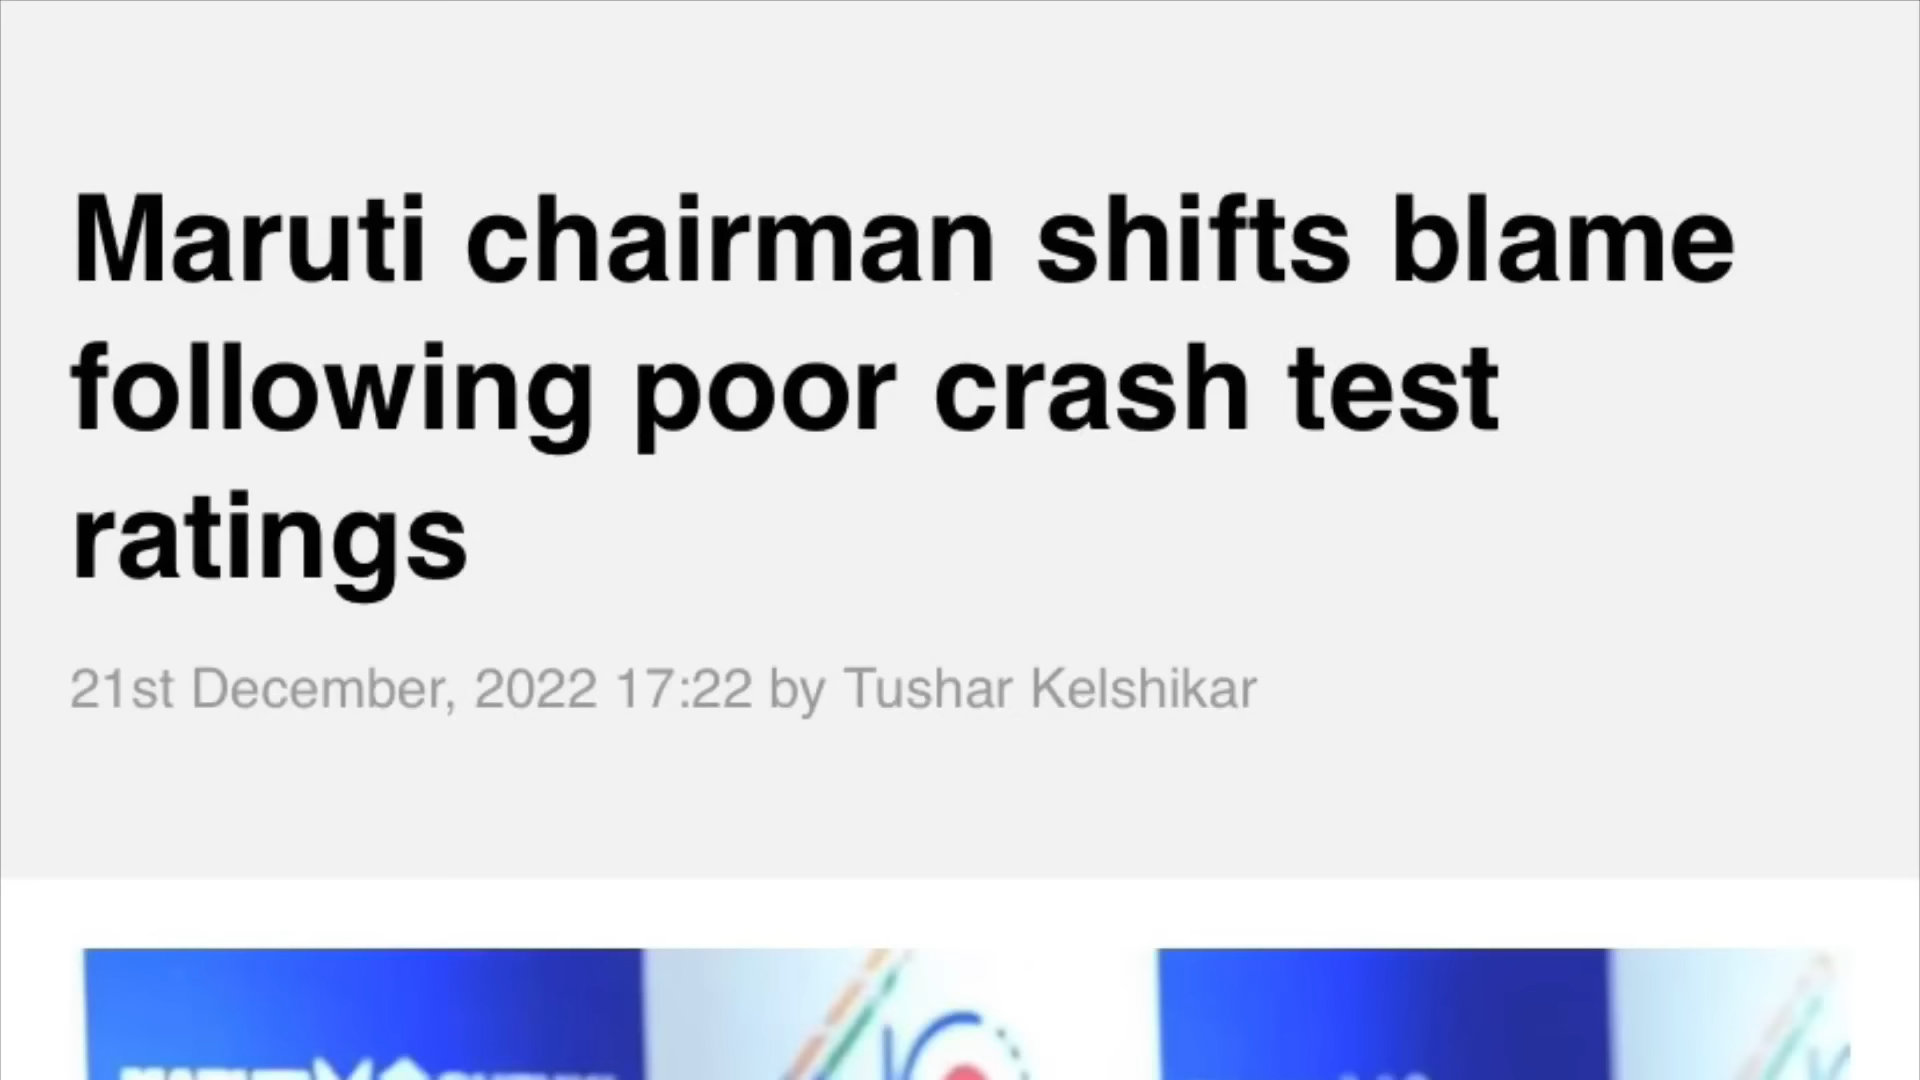 Maruti chairman shifts blame
following poor crash test
ratings
21st December, 2022 17:22 by Tushar Kelshikar